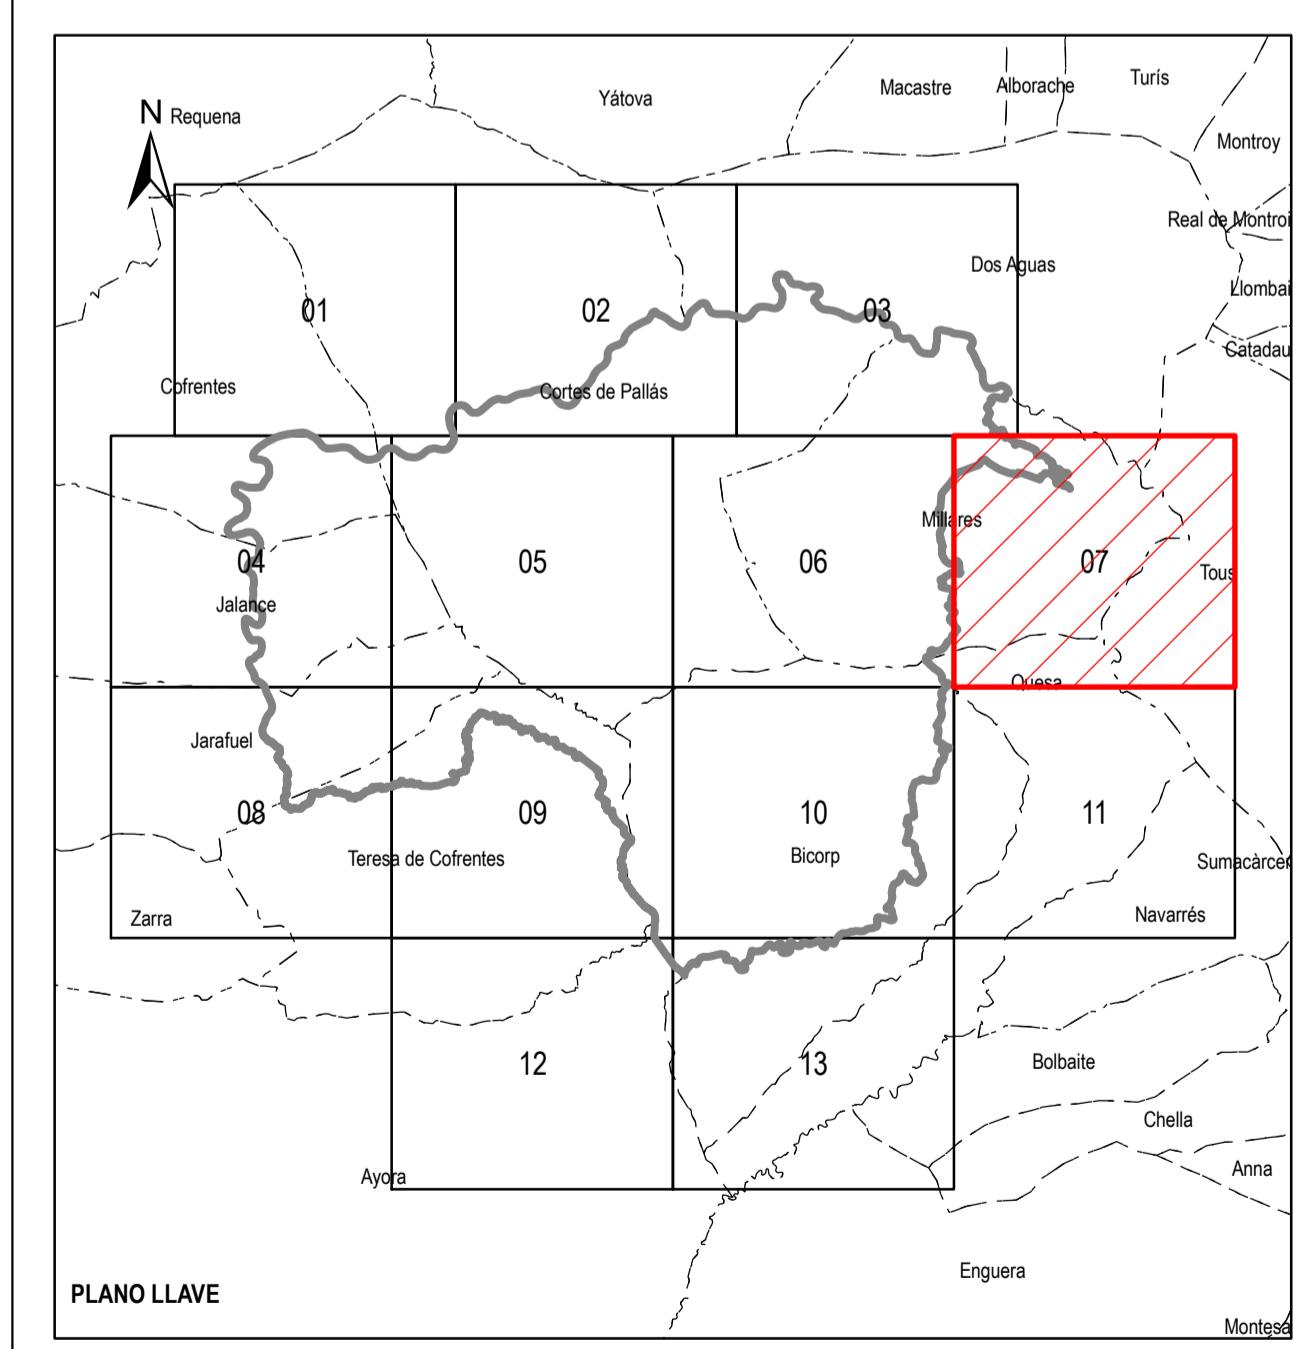 Turís
Macastre
Alborache
Yátova
N
Requena
Montroy
Real de Montroi
Dos Aguas
Llombai
01
02
03
Catadau
Cofrentes
Cortes de Pallás
Millares
04
05
06
07
Tous
Jalance
Quesa
Jarafuel
08
09
10
11
Bicorp
Teresa de Cofrentes
Sumacàrcer
Zarra
Navarrés
12
13
Bolbaite
Chella
Anna
Ayora
Enguera
PLANO LLAVE
Montesa